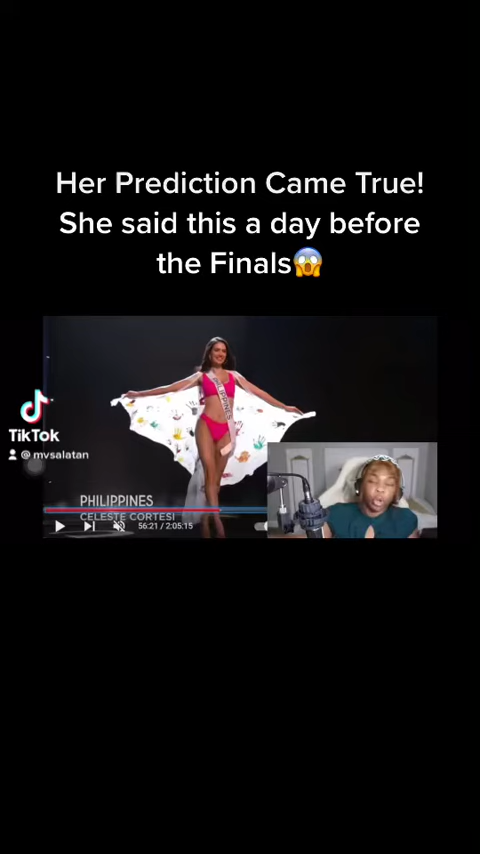 Her Prediction Came True!
She said this a day before
the Finals😱
TikTok
@mvsalatan
PHILIPPINES
PHILIPPINES
CELESTE CORTESI
56:21 / 2:05:15